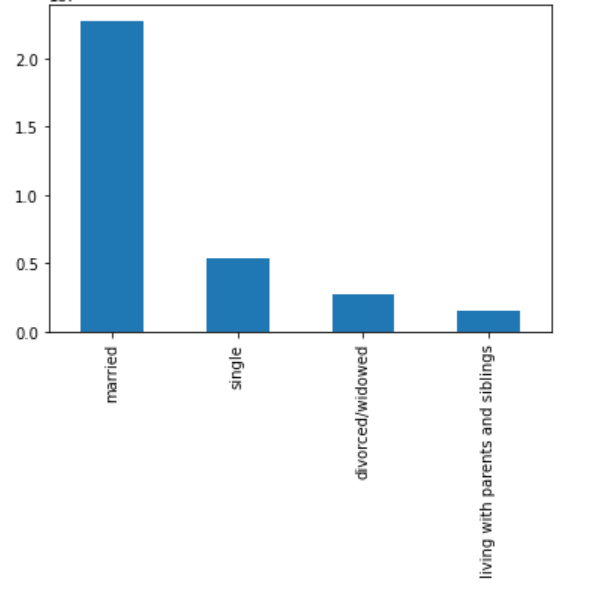 2.0
1.5
1.0
0.5
0.0
married
single
divorced/widowed
living with parents and siblings